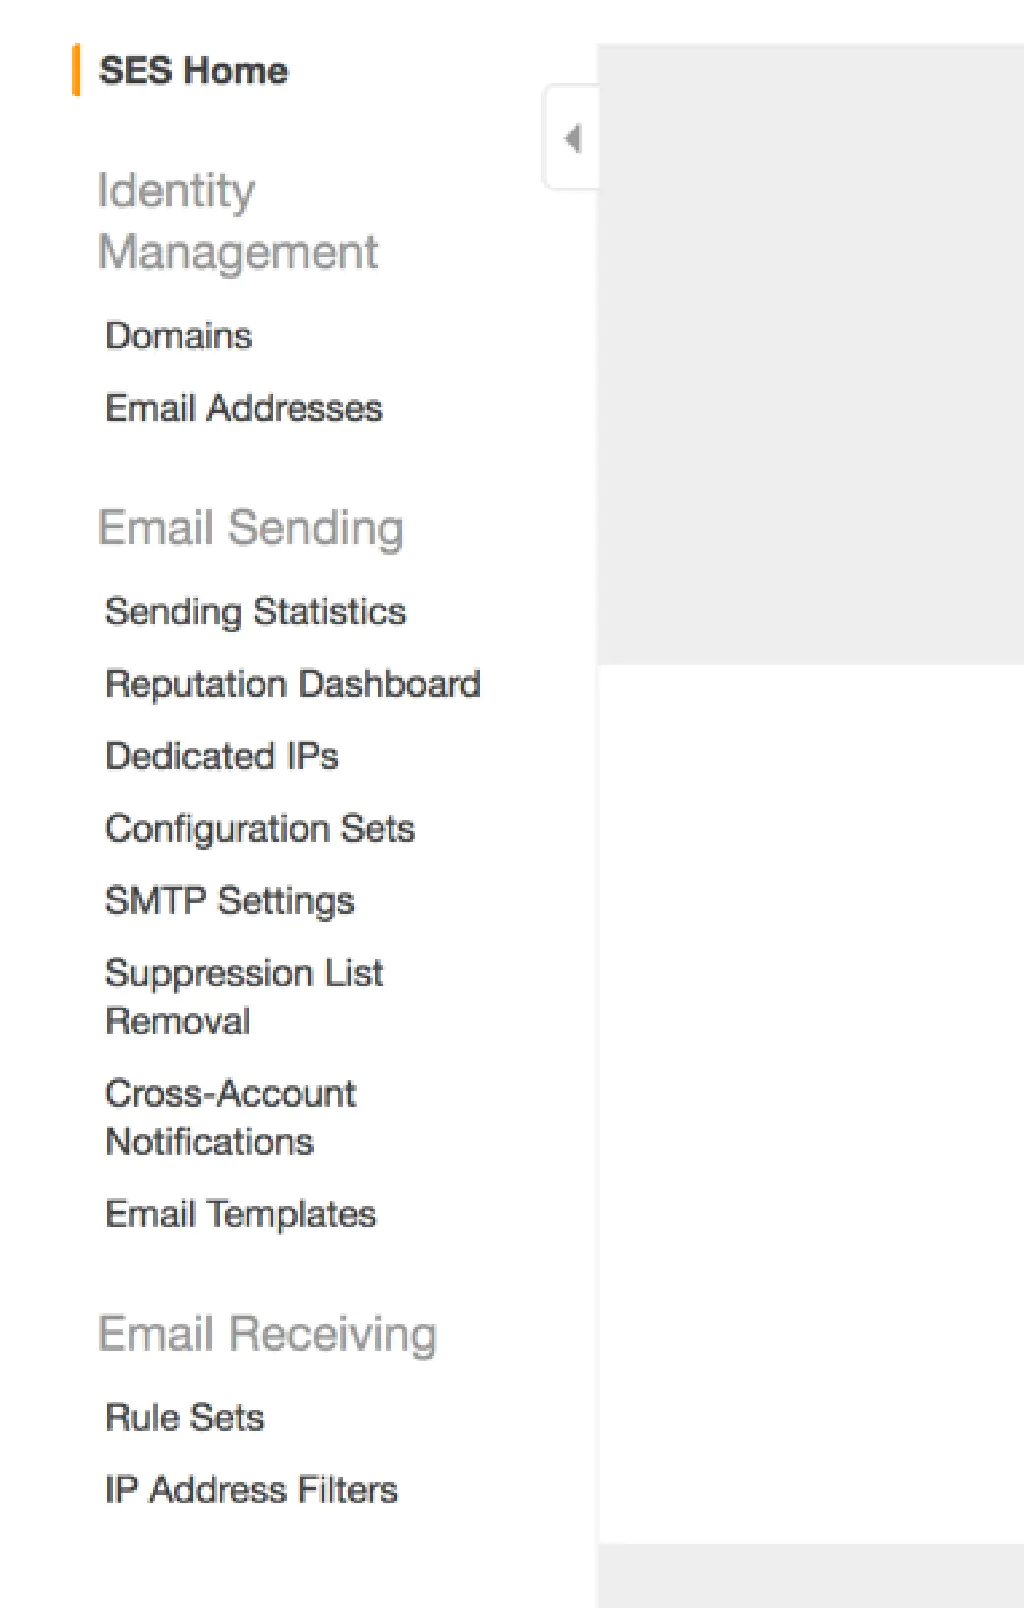 SES Home
Identity
Management
Domains
Email Addresses
Email Sending
Sending Statistics
Reputation Dashboard
Dedicated IPs
Configuration Sets
SMTP Settings
Suppression List
Removal
Cross-Account
Notifications
Email Templates
Email Receiving
Rule Sets
IP Address Filters